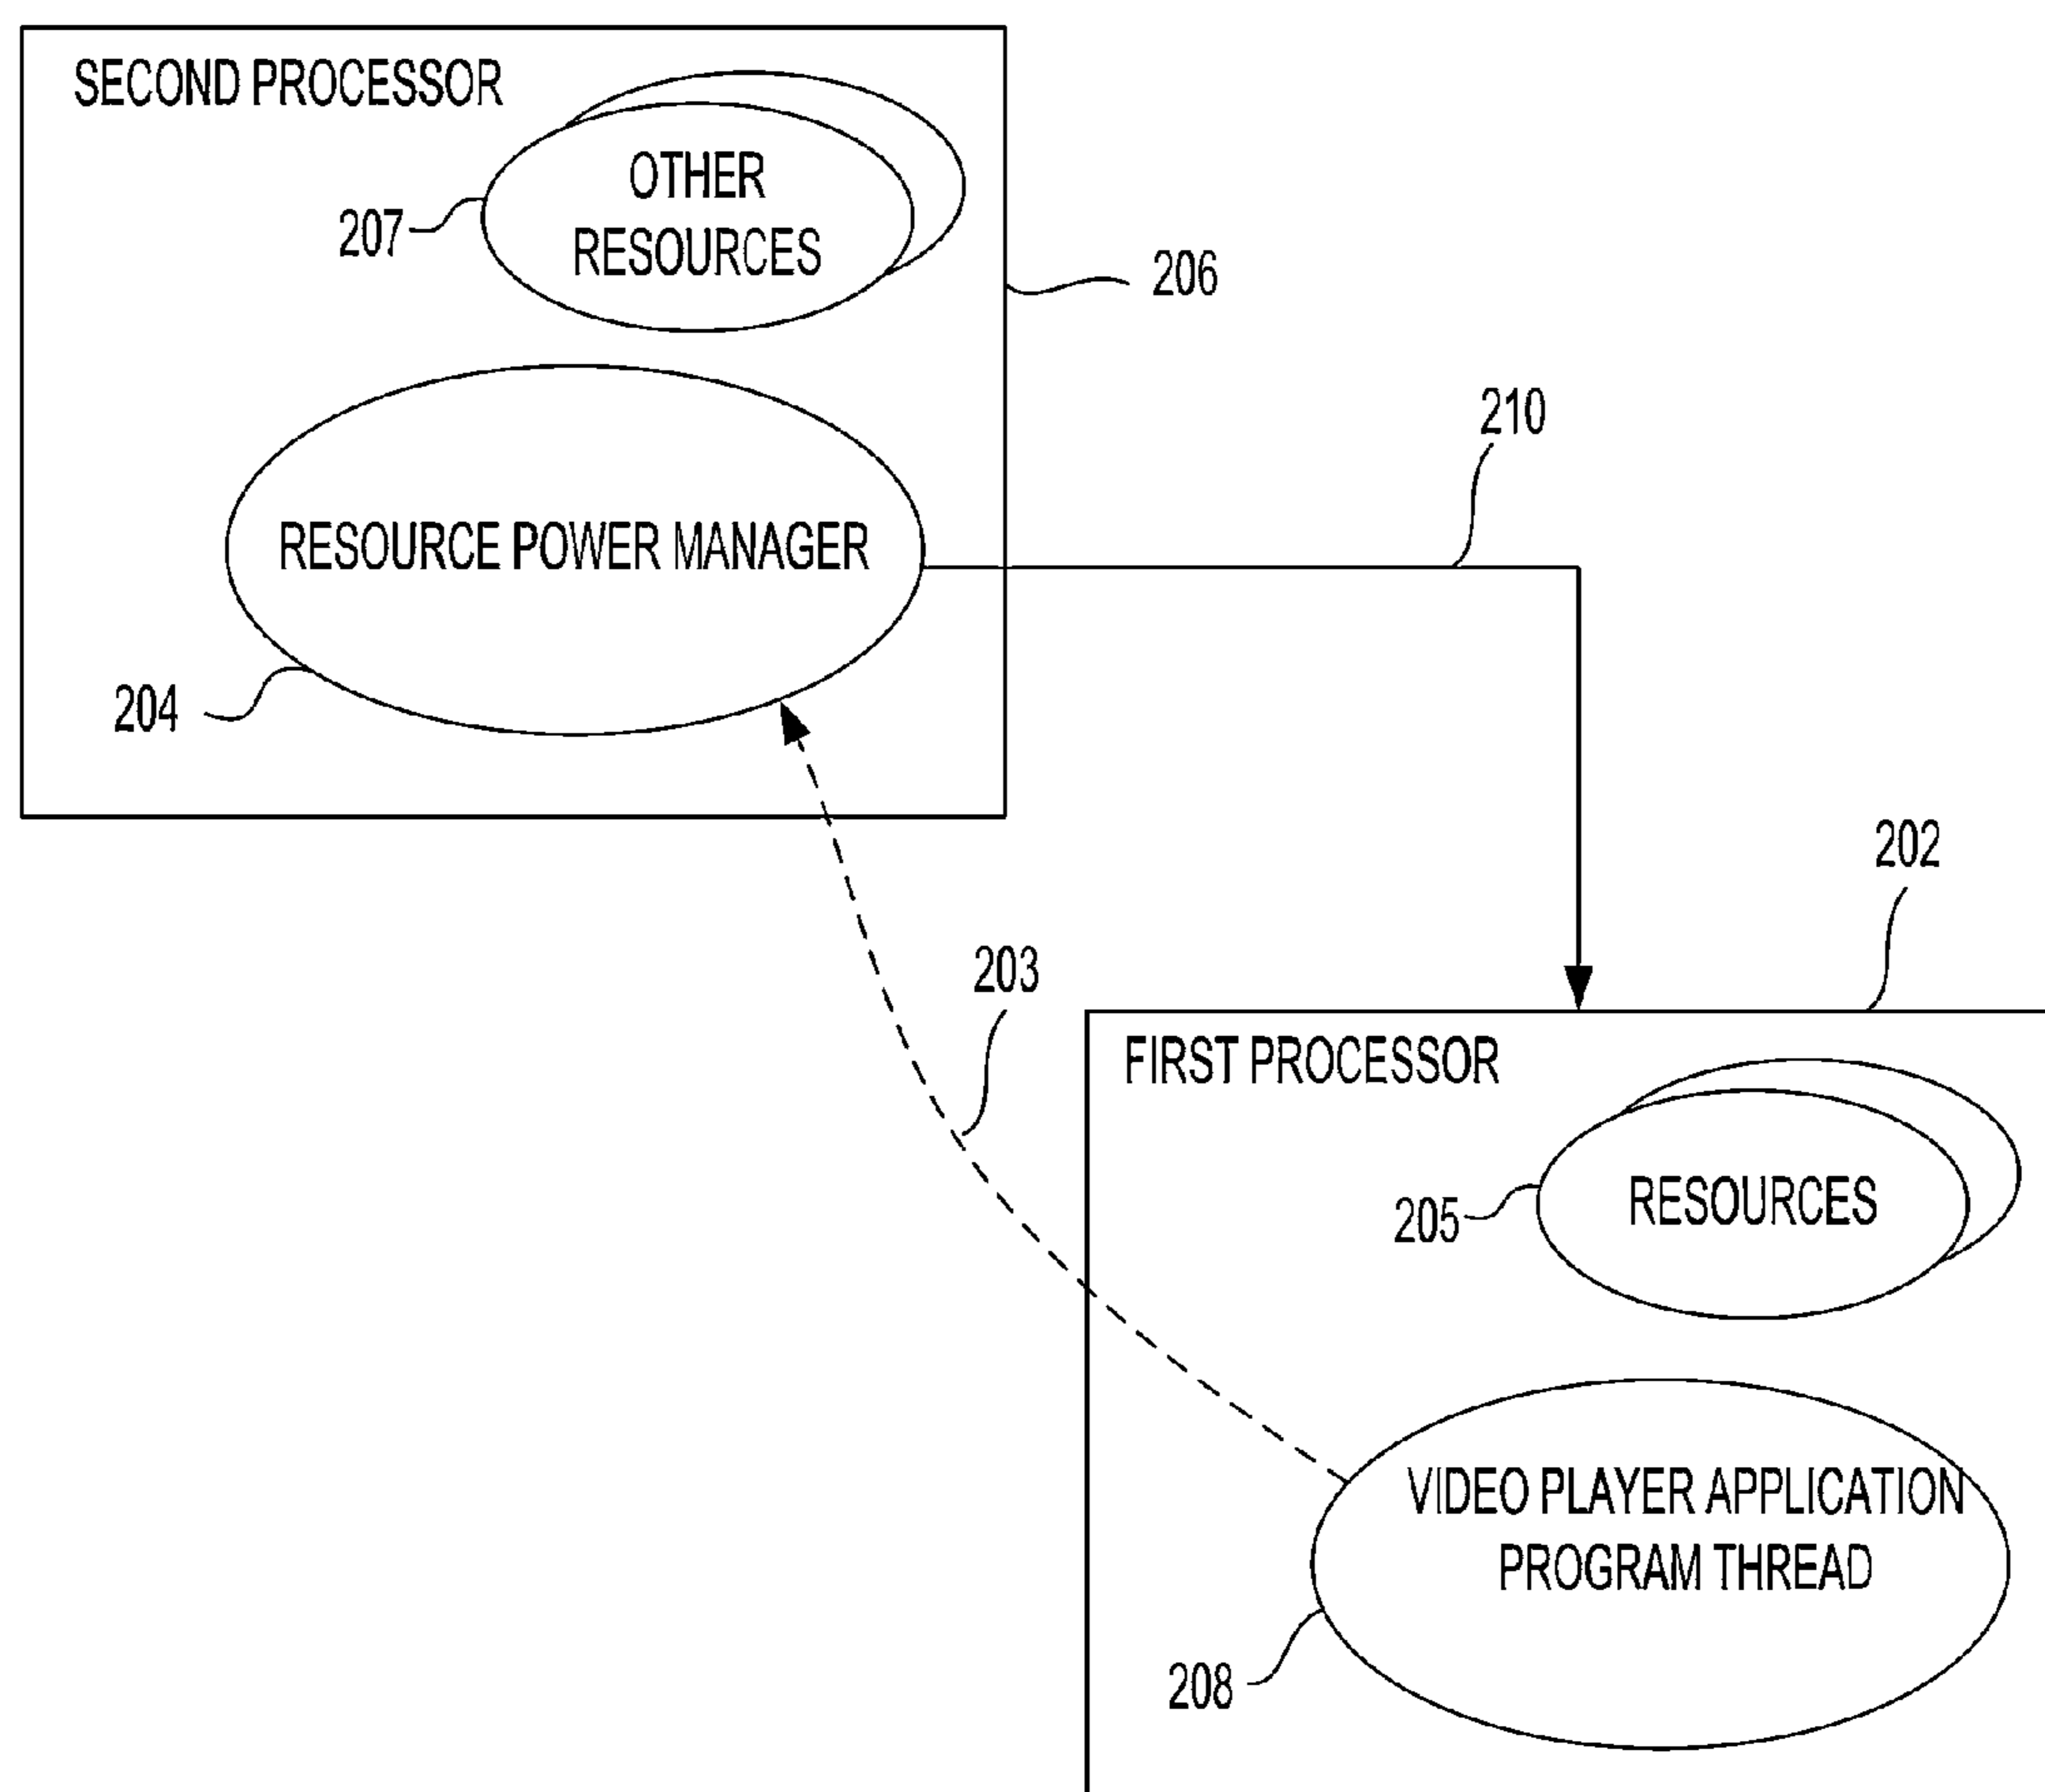 SECOND PROCESSOR
OTHER
RESOURCES
207
206
RESOURCE POWER MANAGER
210
204
202
203
FIRST PROCESSOR
RESOURCES
205
VIDEO PLAYER APPLICATION
PROGRAM THREAD
208